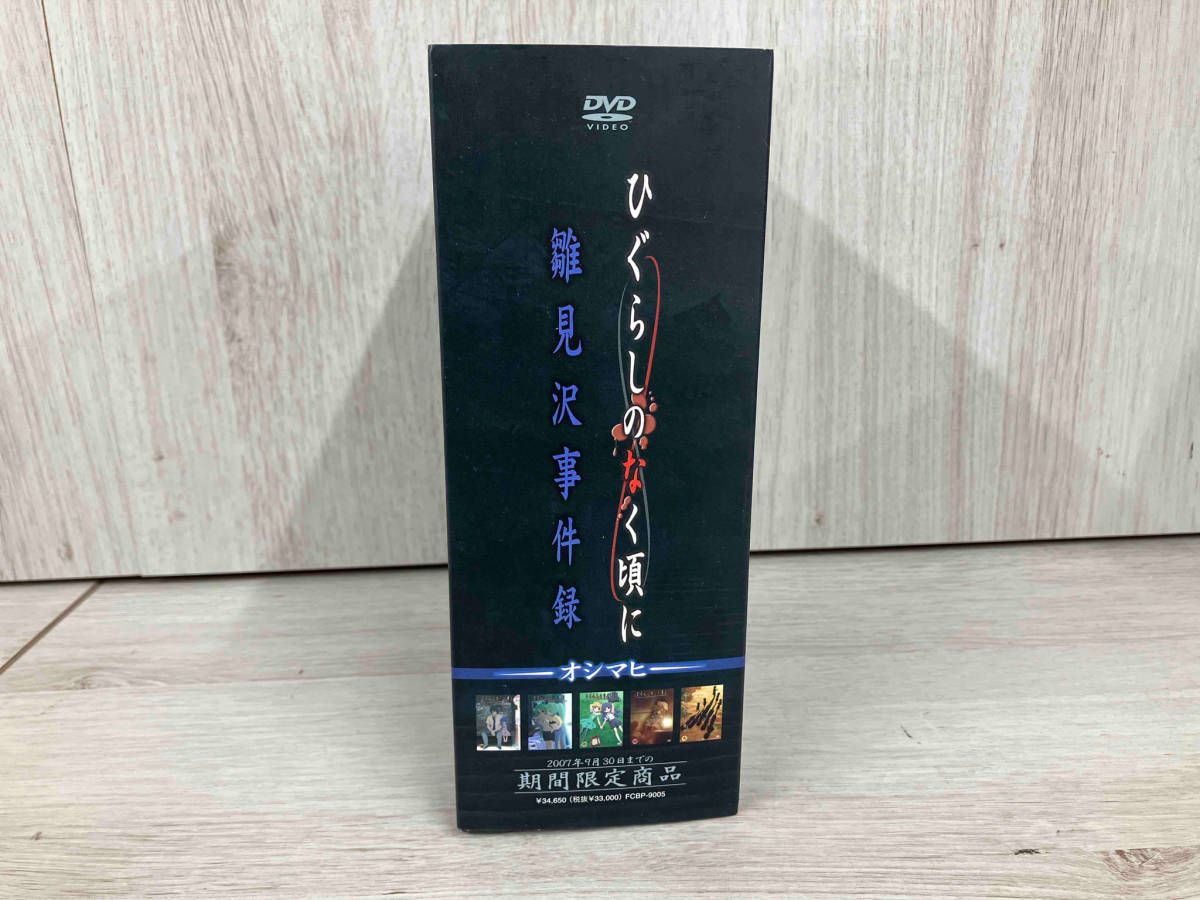 DVD
VIDEO
ひぐらしのなく頃に
雛見沢事件録
オシマヒ
2007年9月30日までの
期間限定商品
¥34,650(税抜¥33,000) FCBP-9005